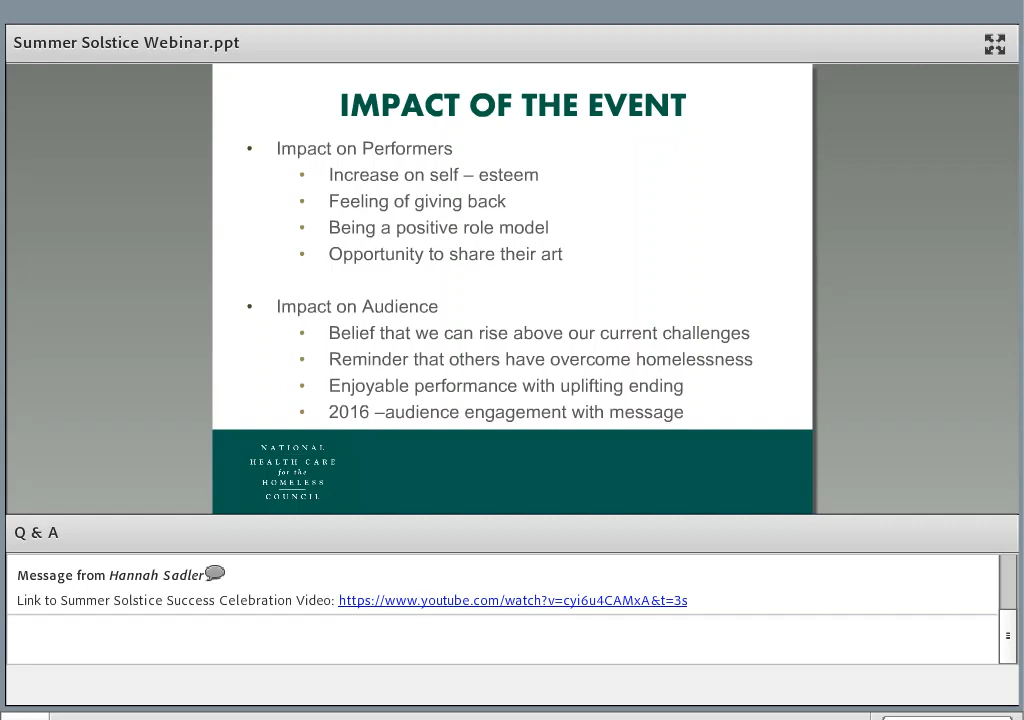 Summer Solstice Webinar.ppt
IMPACT OF THE EVENT
• Impact on Performers
• Increase on self – esteem
• Feeling of giving back
• Being a positive role model
• Opportunity to share their art
• Impact on Audience
• Belief that we can rise above our current challenges
• Reminder that others have overcome homelessness
• Enjoyable performance with uplifting ending
• 2016 –audience engagement with message
NATIONAL
HEALTH CARE
for the
HOMELESS
COUNCIL
Q & A
Message from Hannah Sadler
Link to Summer Solstice Success Celebration Video: https://www.youtube.com/watch?v=cyi6u4CAMxA&t=3s